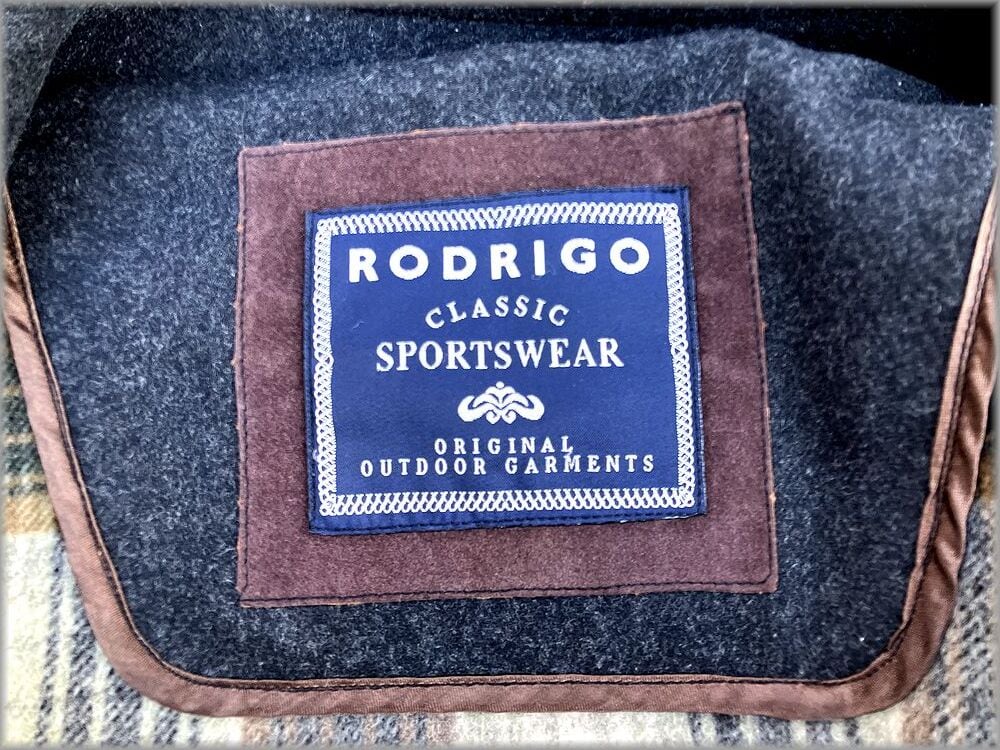 RODRIGO
CLASSIC
SPORTSWEAR
ORIGINAL
OUTDOOR GARMENTS